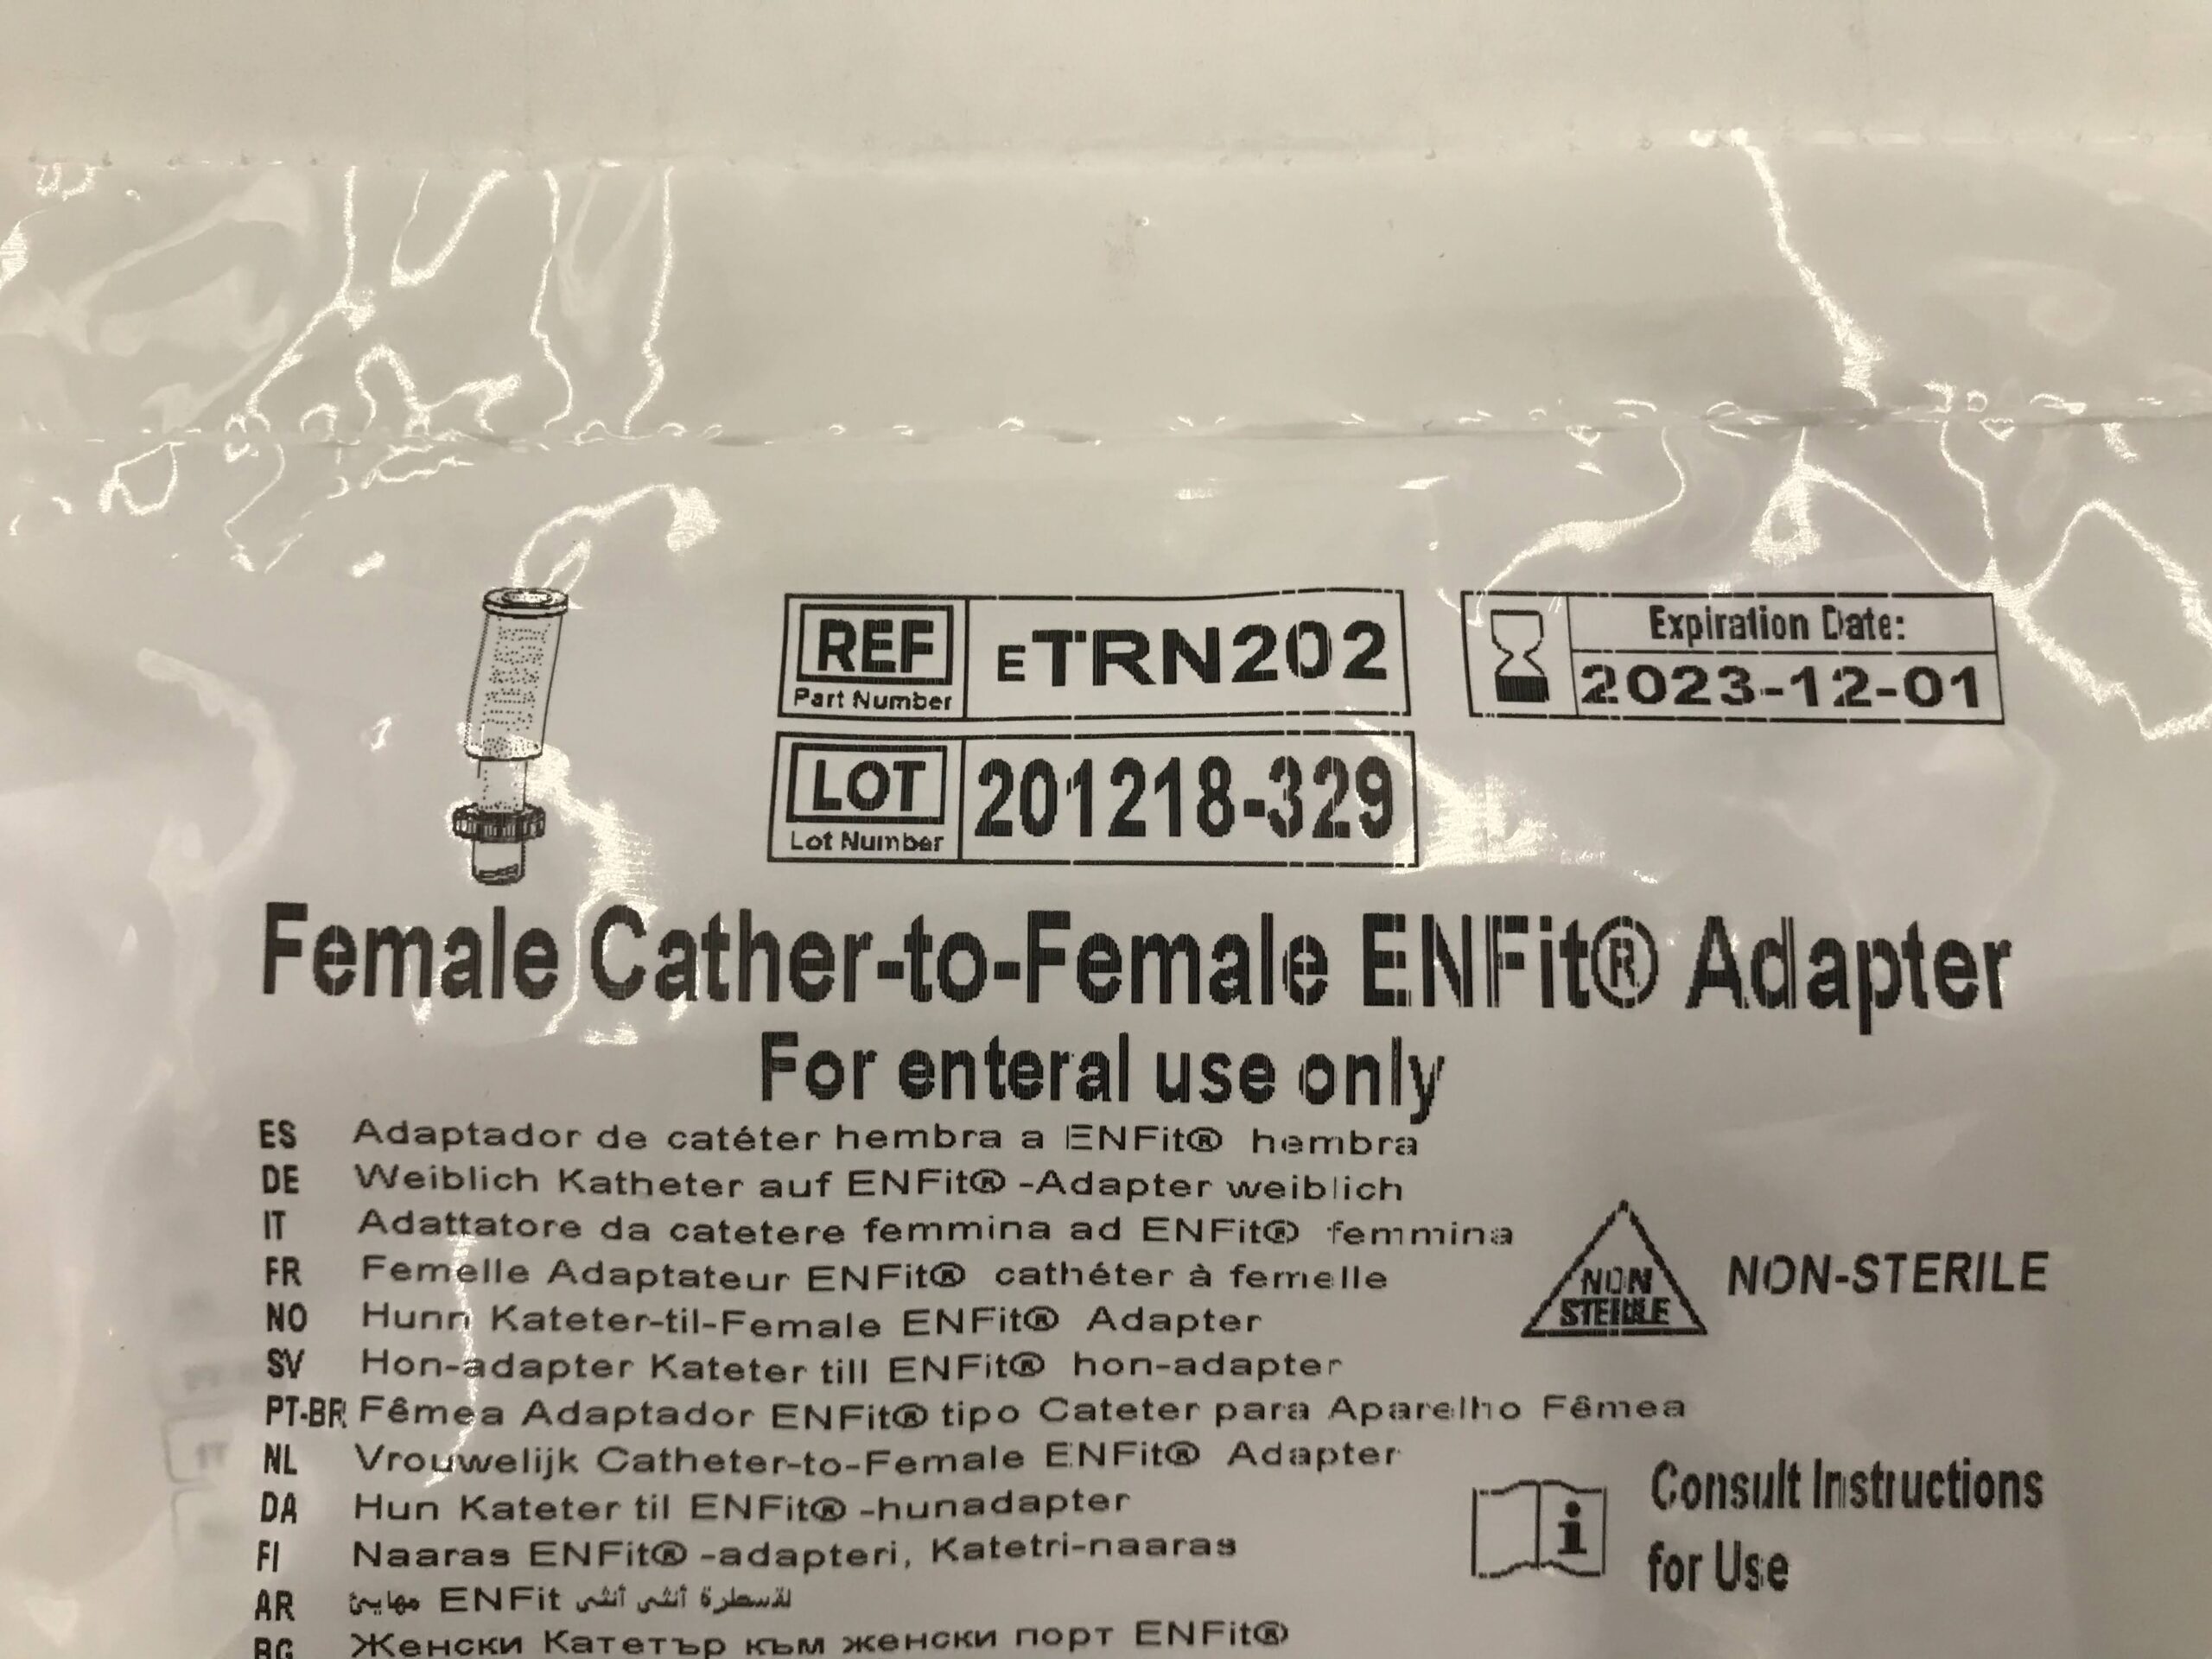 REF
Part Number
ETRN202
Expiration Date:
2023-12-01
LOT
Lot Number
201218-329
Female Cather-to-Female ENFit® Adapter
For enteral use only
ES Adaptador de catéter hembra a ENFit® hembra
DE Weiblich Katheter auf ENFit® -Adapter weiblich
IT Adattatore da catetere femmina ad ENFit® femmina
FR Femelle Adaptateur ENFit® cathéter à femelle
NO Hunn Kateter-til-Female ENFit® Adapter
SV Hon-adapter Kateter till ENFit® hon-adapter
PT-BR Fêmea Adaptador ENFit® tipo Cateter para Aparelho Fêmea
NL Vrouwelijk Catheter-to-Female ENFit® Adapter
DA Hun Kateter til ENFit® -hunadapter
FI Naaras ENFit® -adapteri, Katetri-naaras
AR مهايئ ENFit لقسطرة أنثى أنثى
BG Женски Катетър към женски порт ENFit®
NON
STERILE
NON-STERILE
Consult Instructions
for Use